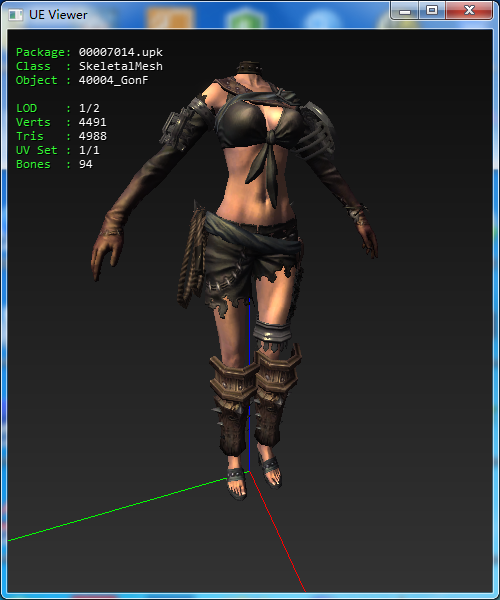 UE Viewer
Package: 00007014.upk
Class : SkeletalMesh
Object : 40004_GonF
LOD : 1/2
Verts : 4491
Tris : 4988
UV Set : 1/1
Bones : 94